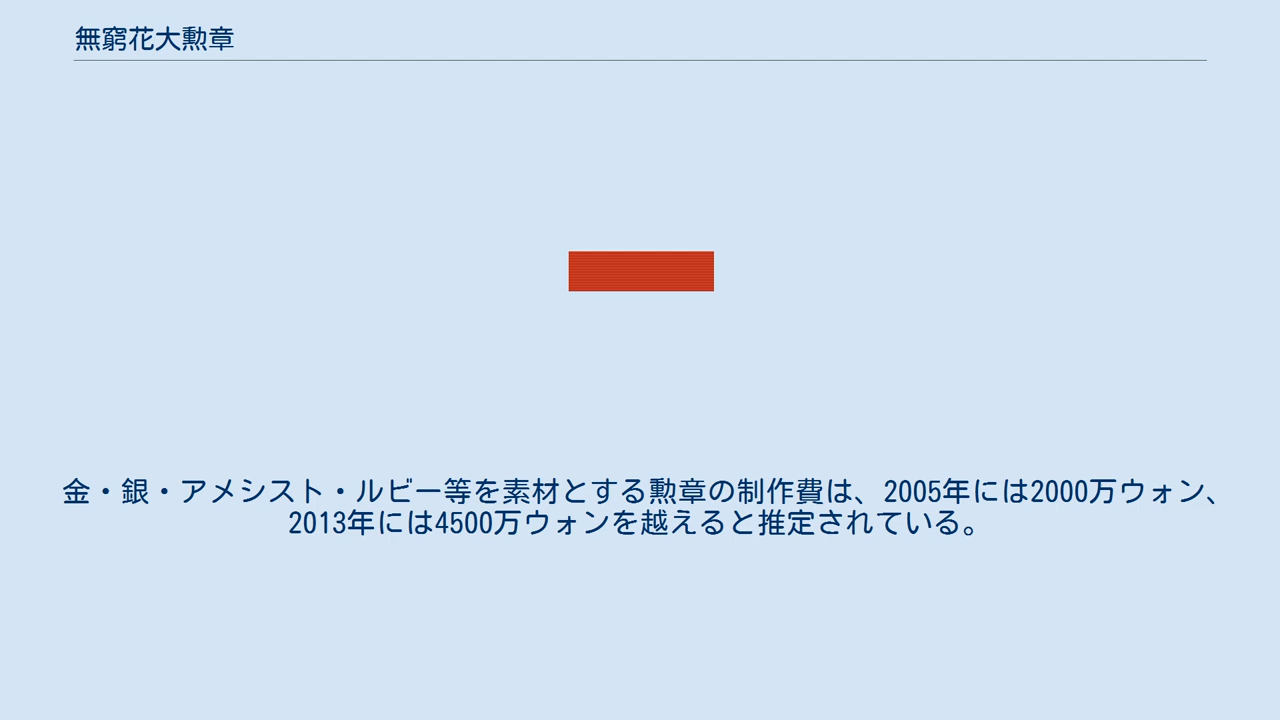 無窮花大勲章
金・銀・アメシスト・ルビー等を素材とする勲章の制作費は、2005年には2000万ウォン、
2013年には4500万ウォンを越えると推定されている。